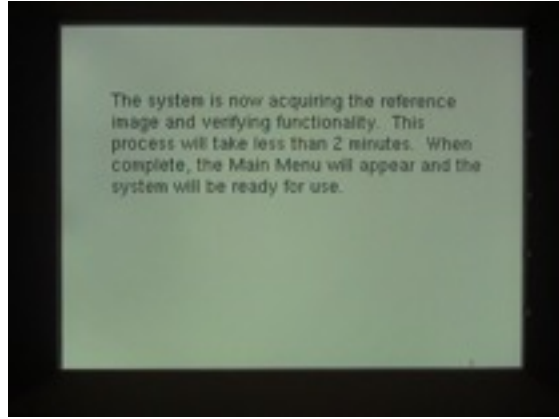 The system is now acquiring the reference
image and verifying functionality.  This
process will take less than 2 minutes.  When
complete, the Main Menu will appear and the
system will be ready for use.